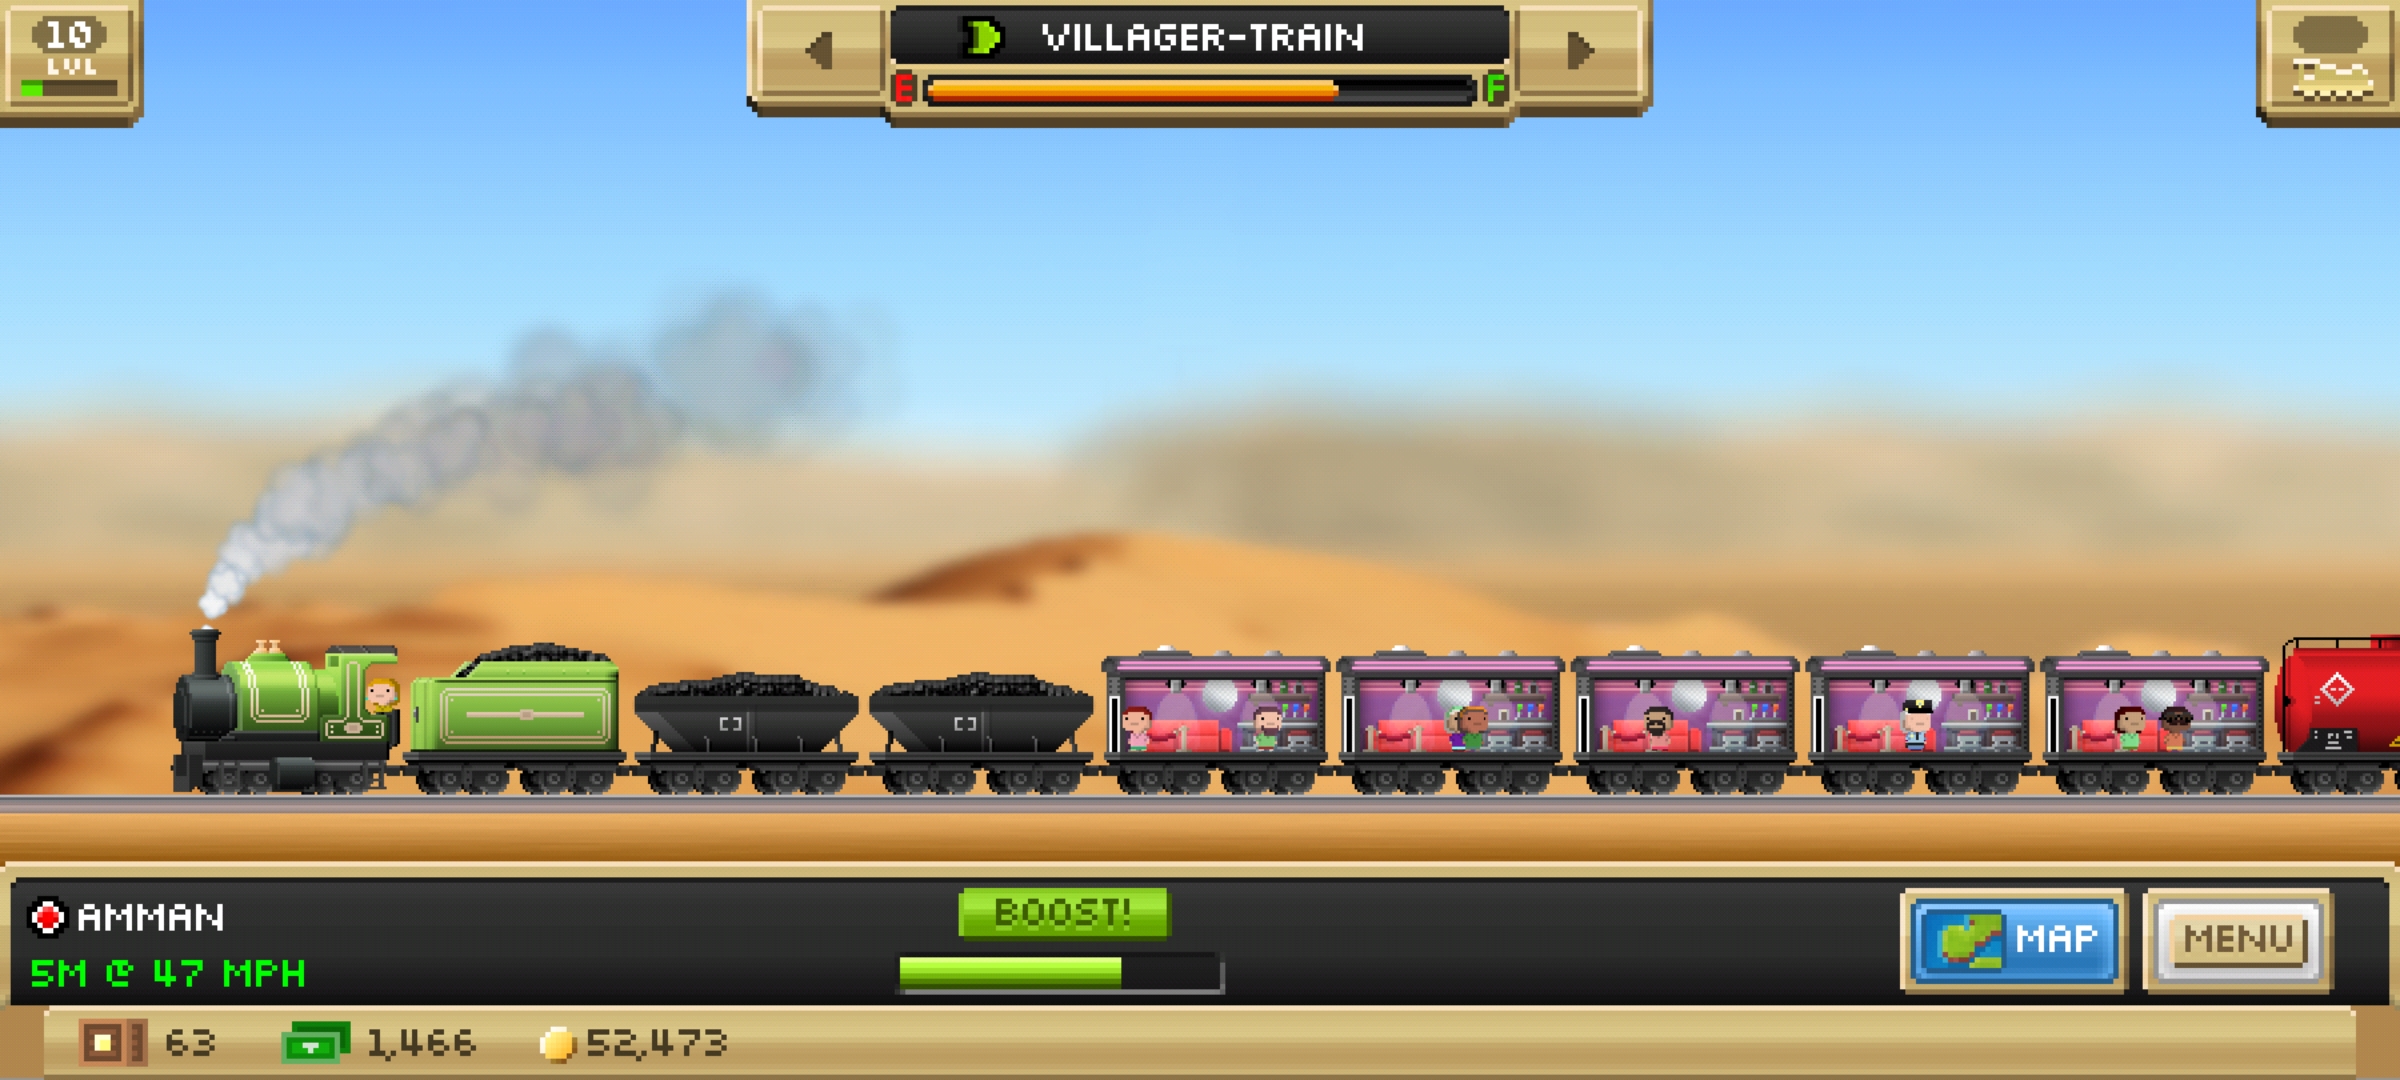 10
LVL
VILLAGER-TRAIN
E F
AMMAN
5M @ 47 MPH
BOOST!
MAP
MENU
63
1,466
52,473